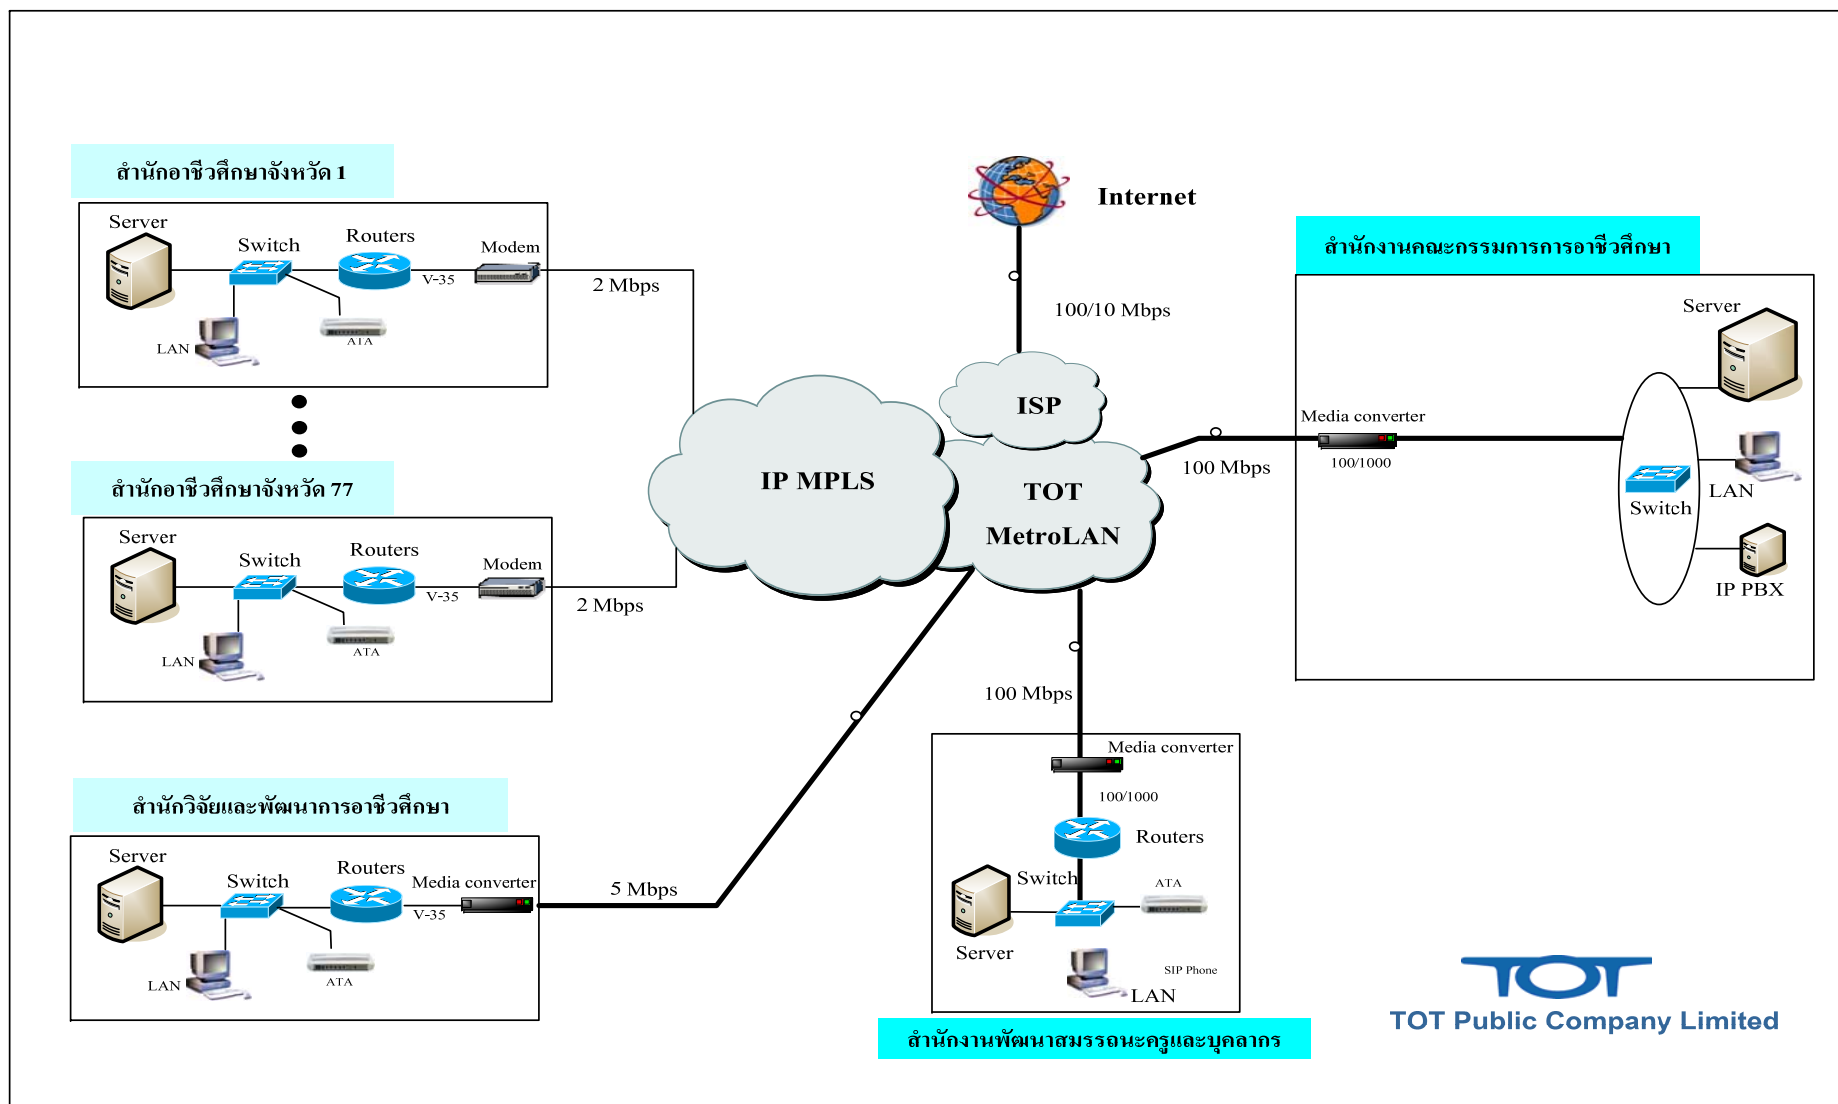 สำนักอาชีวศึกษาจังหวัด 1
Server
Switch
Routers
Modem
V-35
2 Mbps
LAN
ATA
สำนักอาชีวศึกษาจังหวัด 77
Server
Switch
Routers
Modem
V-35
2 Mbps
LAN
ATA
สำนักวิจัยและพัฒนาการอาชีวศึกษา
Server
Switch
Routers
Media converter
V-35
5 Mbps
LAN
ATA
Internet
100/10 Mbps
ISP
IP MPLS
TOT
MetroLAN
100 Mbps
สำนักงานคณะกรรมการการอาชีวศึกษา
Server
Media converter
100/1000
Switch
LAN
IP PBX
100 Mbps
Media converter
100/1000
Routers
Switch
ATA
Server
SIP Phone
LAN
สำนักงานพัฒนาสมรรถนะครูและบุคลากร
TOT
TOT Public Company Limited